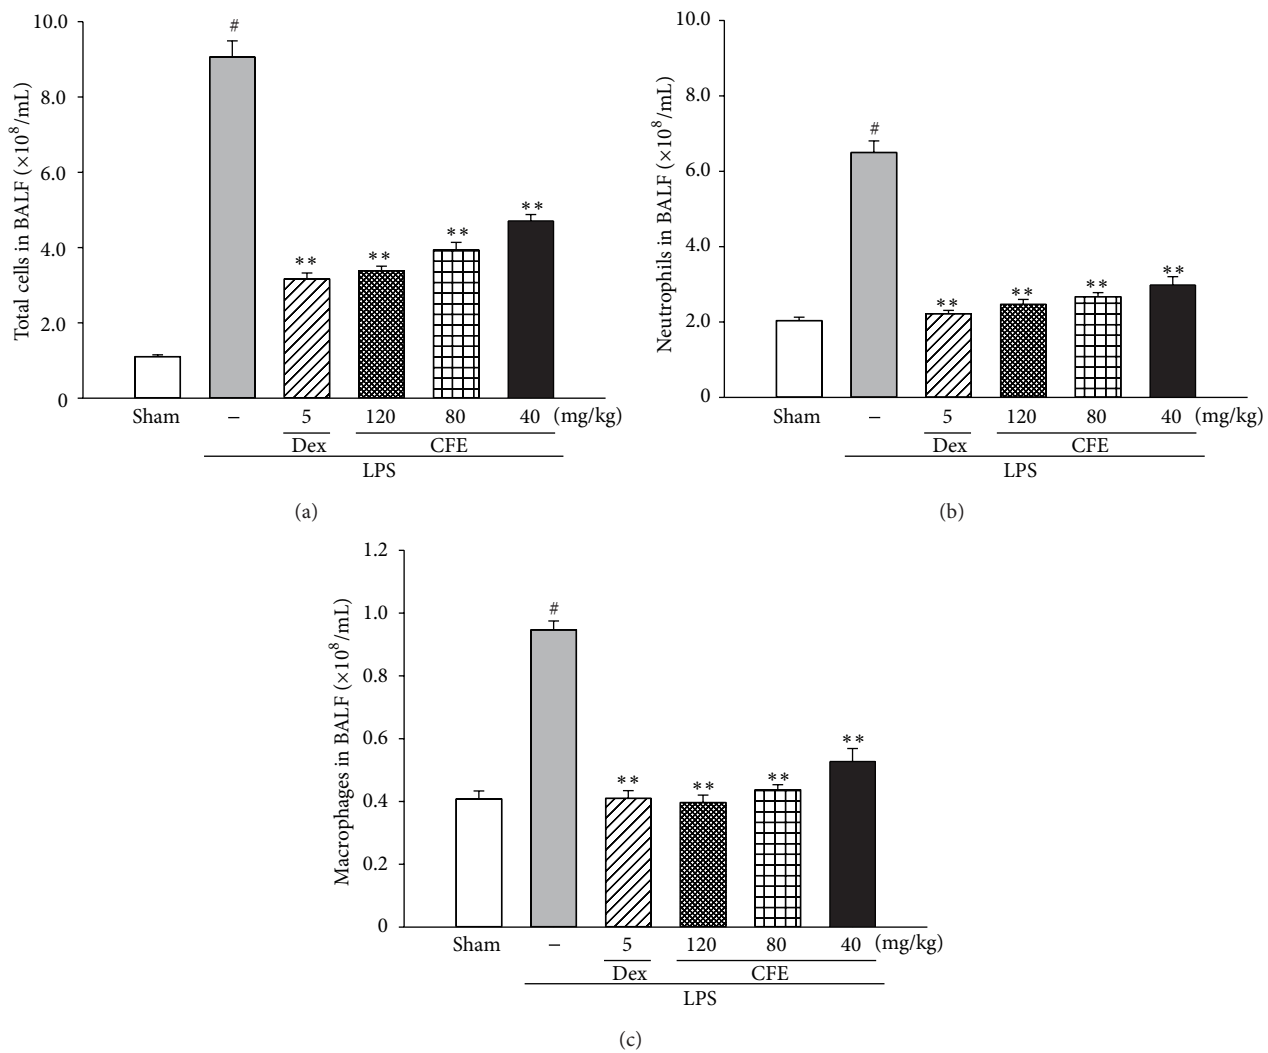 Total cells in BALF (×10⁸/mL)
10.0
8.0
6.0
4.0
2.0
0
#
**
**
**
**
Sham − 5 120 80 40 (mg/kg)
Dex CFE
LPS
(a)
Neutrophils in BALF (×10⁸/mL)
10.0
8.0
6.0
4.0
2.0
0
#
**
**
**
**
Sham − 5 120 80 40 (mg/kg)
Dex CFE
LPS
(b)
Macrophages in BALF (×10⁸/mL)
1.2
1.0
0.8
0.6
0.4
0.2
0
#
**
**
**
**
Sham − 5 120 80 40 (mg/kg)
Dex CFE
LPS
(c)